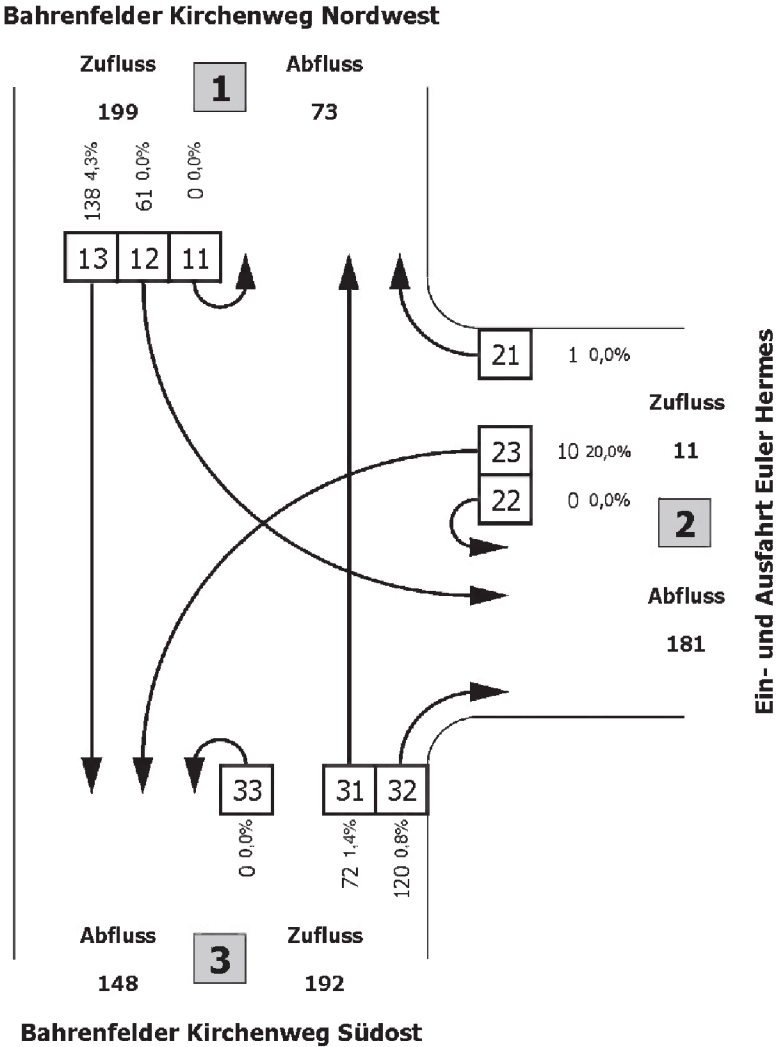 Bahrenfelder Kirchenweg Nordwest
Zufluss 1 Abfluss
199 73
138 4,3% 61 0,0% 0 0,0%
13 12 11
21 1 0,0%
Zufluss
23 10 20,0% 11
22 0 0,0%
2
Abfluss
181
Ein- und Ausfahrt Euler Hermes
33 31 32
0 0,0% 72 1,4% 120 0,8%
Abfluss 3 Zufluss
148 192
Bahrenfelder Kirchenweg Südost